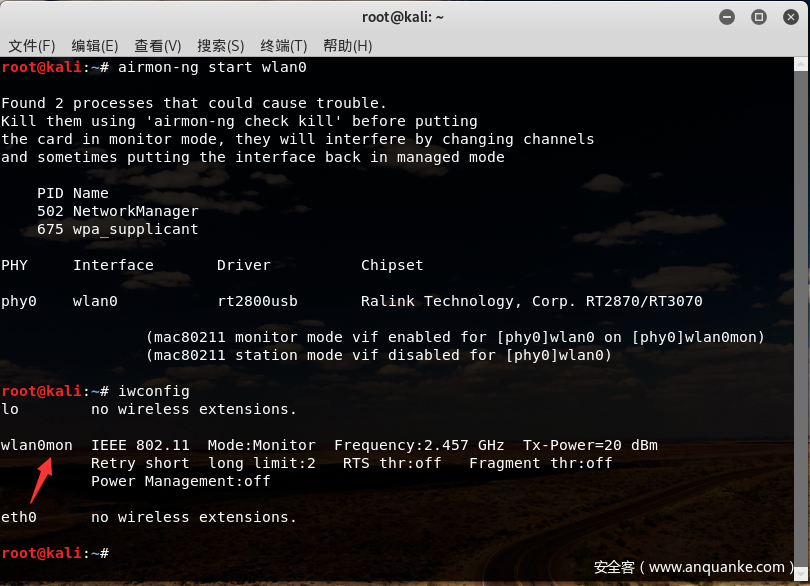 root@kali: ~
文件(F) 编辑(E) 查看(V) 搜索(S) 终端(T) 帮助(H)
root@kali:~# airmon-ng start wlan0
Found 2 processes that could cause trouble.
Kill them using 'airmon-ng check kill' before putting
the card in monitor mode, they will interfere by changing channels
and sometimes putting the interface back in managed mode
PID Name
502 NetworkManager
675 wpa_supplicant
PHY Interface Driver Chipset
phy0 wlan0 rt2800usb Ralink Technology, Corp. RT2870/RT3070
(mac80211 monitor mode vif enabled for [phy0]wlan0 on [phy0]wlan0mon)
(mac80211 station mode vif disabled for [phy0]wlan0)
root@kali:~# iwconfig
lo no wireless extensions.
wlan0mon IEEE 802.11 Mode:Monitor Frequency:2.457 GHz Tx-Power=20 dBm
Retry short long limit:2 RTS thr:off Fragment thr:off
Power Management:off
eth0 no wireless extensions.
root@kali:~#
安全客 ( www.anquanke.com )